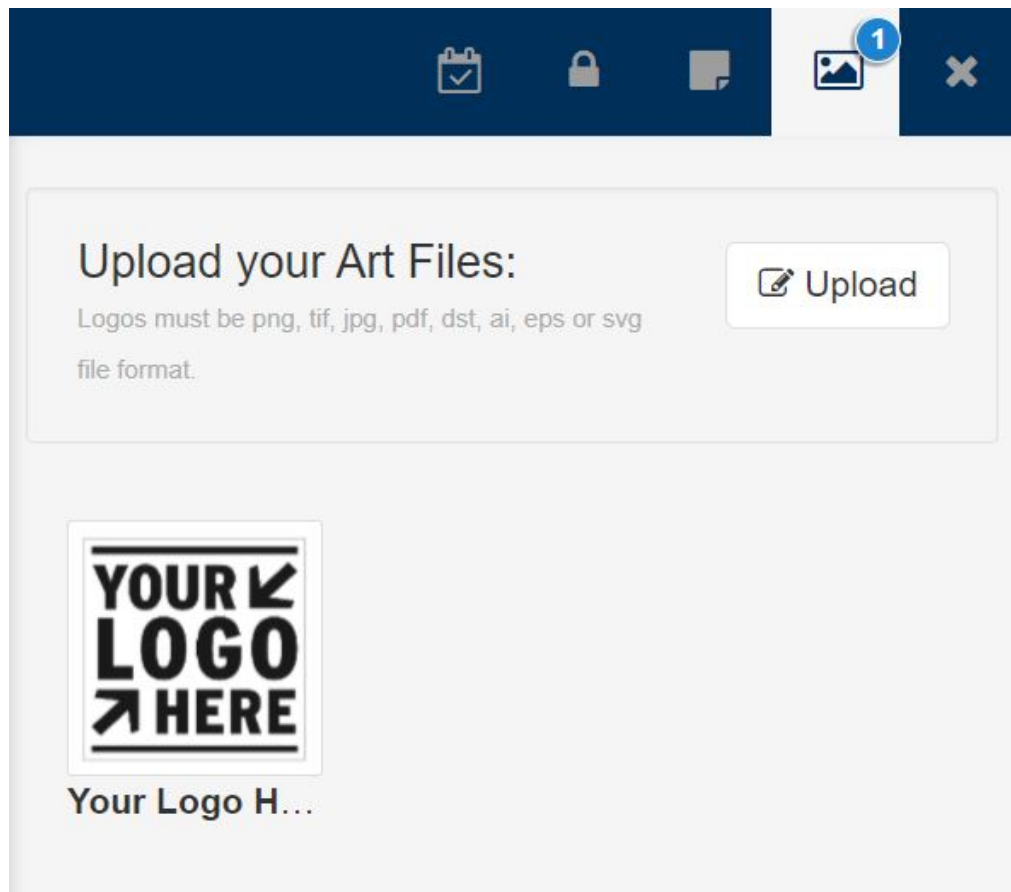 1
Upload your Art Files:
Upload
Logos must be png, tif, jpg, pdf, dst, ai, eps or svg
file format.
YOUR
LOGO
HERE
Your Logo H...